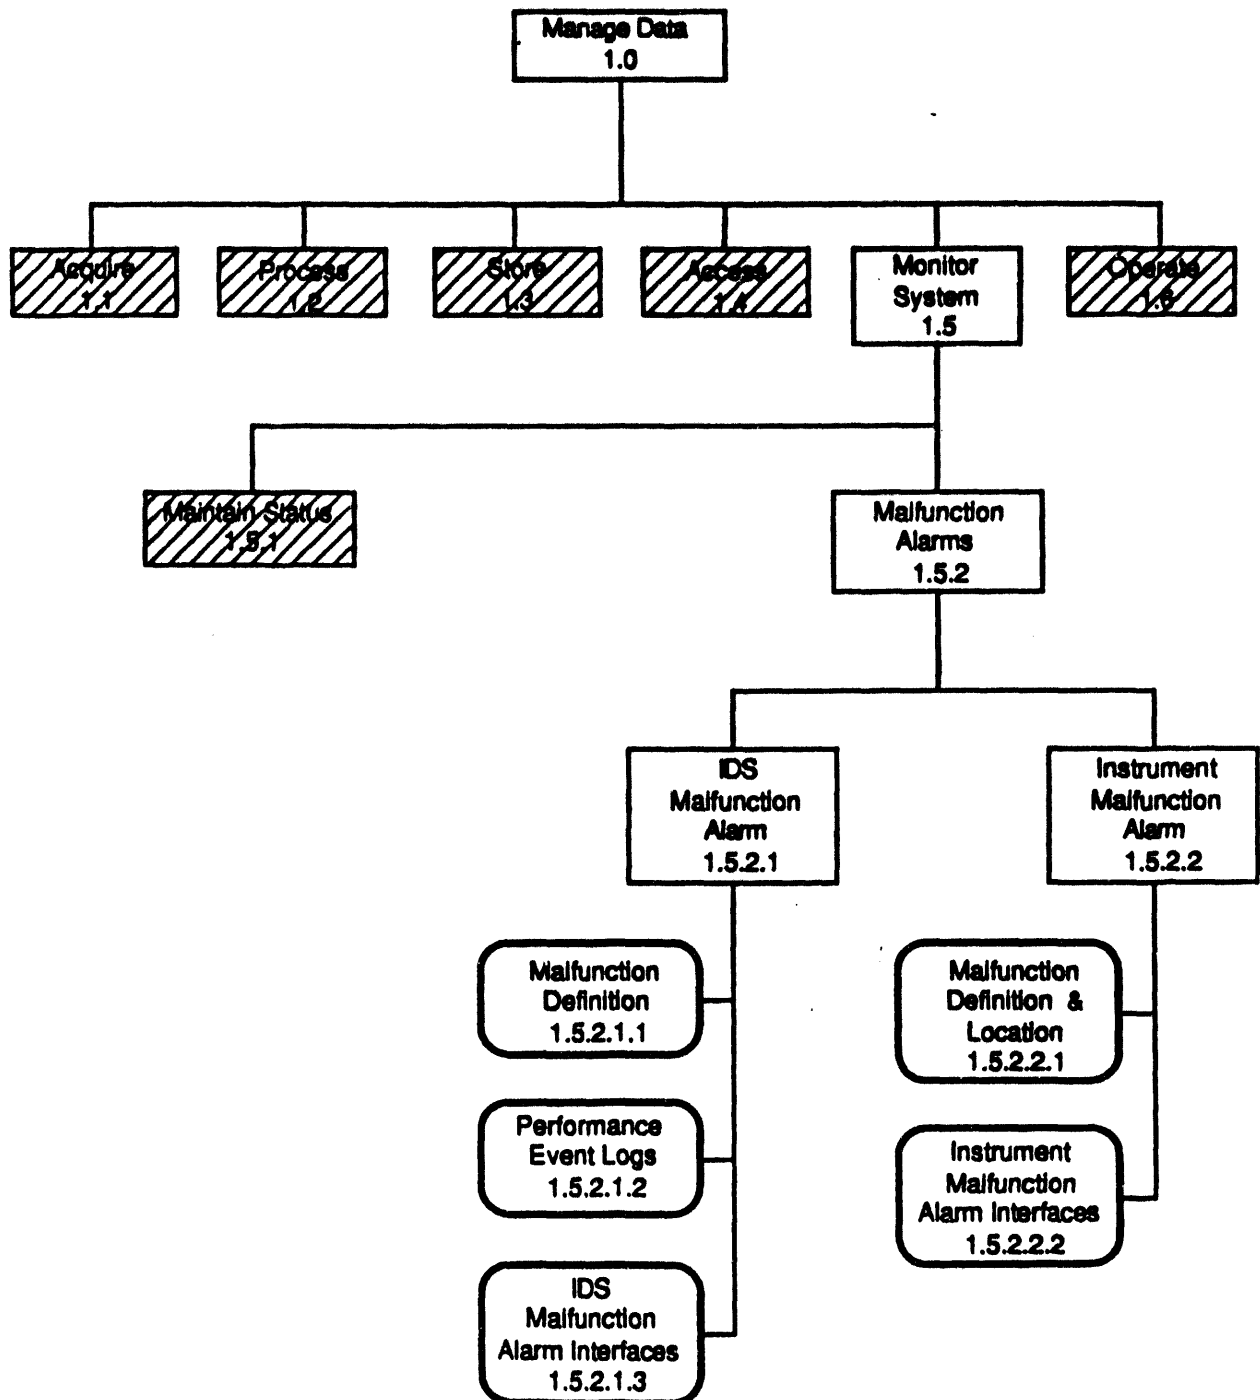 Manage Data
1.0
Acquire
1.1
Process
1.2
Store
1.3
Access
1.4
Monitor
System
1.5
Operate
1.6
Maintain Status
1.5.1
Malfunction
Alarms
1.5.2
IDS
Malfunction
Alarm
1.5.2.1
Instrument
Malfunction
Alarm
1.5.2.2
Malfunction
Definition
1.5.2.1.1
Performance
Event Logs
1.5.2.1.2
IDS
Malfunction
Alarm Interfaces
1.5.2.1.3
Malfunction
Definition &
Location
1.5.2.2.1
Instrument
Malfunction
Alarm Interfaces
1.5.2.2.2